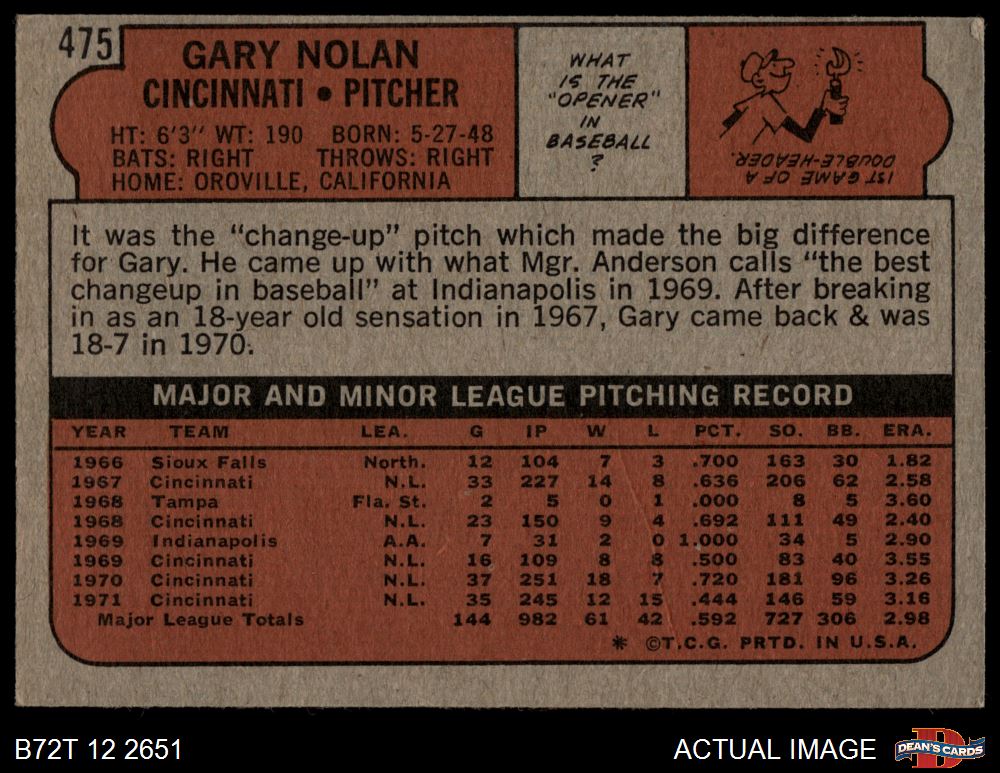 475
GARY NOLAN
CINCINNATI • PITCHER
HT: 6'3" WT: 190 BORN: 5-27-48
BATS: RIGHT THROWS: RIGHT
HOME: OROVILLE, CALIFORNIA
WHAT
IS THE
"OPENER"
IN
BASEBALL
?
1ST GAME OF A
DOUBLE-HEADER
It was the "change-up" pitch which made the big difference
for Gary. He came up with what Mgr. Anderson calls "the best
changeup in baseball" at Indianapolis in 1969. After breaking
in as an 18-year old sensation in 1967, Gary came back & was
18-7 in 1970.
MAJOR AND MINOR LEAGUE PITCHING RECORD
YEAR TEAM LEA. G IP W L PCT. SO. BB. ERA.
1966 Sioux Falls North. 12 104 7 3 .700 163 30 1.82
1967 Cincinnati N.L. 33 227 14 8 .636 206 62 2.58
1968 Tampa Fla. St. 2 5 0 1 .000 8 5 3.60
1968 Cincinnati N.L. 23 150 9 4 .692 111 49 2.40
1969 Indianapolis A.A. 7 31 2 0 1.000 34 5 2.90
1969 Cincinnati N.L. 16 109 8 8 .500 83 40 3.55
1970 Cincinnati N.L. 37 251 18 7 .720 181 96 3.26
1971 Cincinnati N.L. 35 245 12 15 .444 146 59 3.16
Major League Totals 144 982 61 42 .592 727 306 2.98
* ©T.C.G. PRTD. IN U.S.A.
B72T 12 2651
ACTUAL IMAGE
D
DEAN'S CARDS